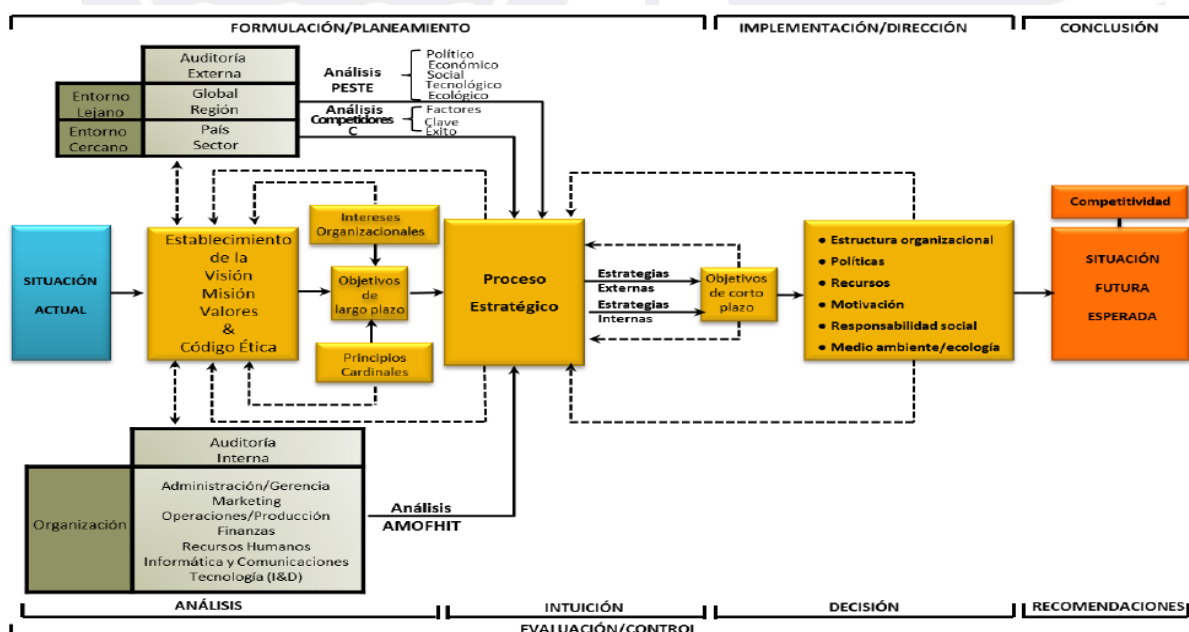 FORMULACIÓN/PLANEAMIENTO
IMPLEMENTACIÓN/DIRECCIÓN
CONCLUSIÓN
Auditoría
Externa
Entorno
Lejano
Global
Región
Entorno
Cercano
País
Sector
Análisis
PESTE
Político
Económico
Social
Tecnológico
Ecológico
Análisis
Competidores
C
Factores
Clave
Éxito
SITUACIÓN
ACTUAL
Establecimiento
de la
Visión
Misión
Valores
&
Código Ética
Intereses
Organizacionales
Objetivos de
largo plazo
Principios
Cardinales
Proceso
Estratégico
Estrategias
Externas
Estrategias
Internas
Objetivos
de corto
plazo
• Estructura organizacional
• Políticas
• Recursos
• Motivación
• Responsabilidad social
• Medio ambiente/ecología
Competitividad
SITUACIÓN
FUTURA
ESPERADA
Auditoría
Interna
Organización
Administración/Gerencia
Marketing
Operaciones/Producción
Finanzas
Recursos Humanos
Informática y Comunicaciones
Tecnología (I&D)
Análisis
AMOFHIT
ANÁLISIS
INTUICIÓN
DECISIÓN
RECOMENDACIONES
EVALUACIÓN/CONTROL